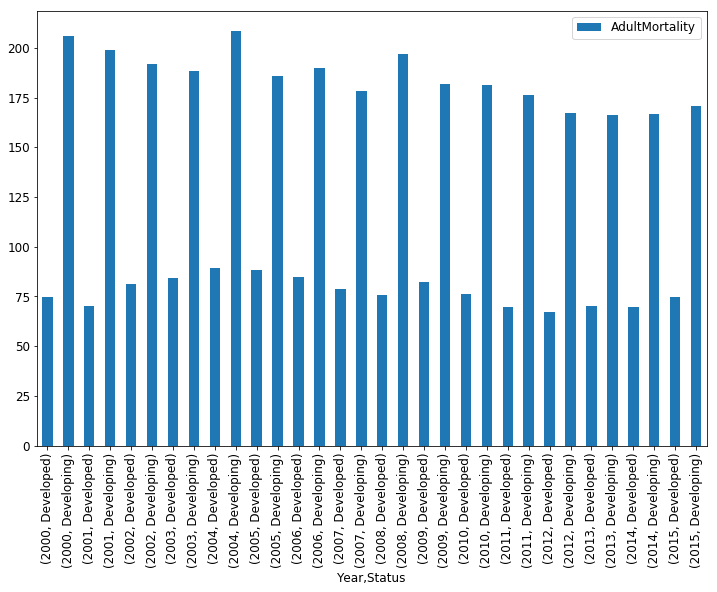 AdultMortality
200
175
150
125
100
75
50
25
0
(2000, Developed)
(2000, Developing)
(2001, Developed)
(2001, Developing)
(2002, Developed)
(2002, Developing)
(2003, Developed)
(2003, Developing)
(2004, Developed)
(2004, Developing)
(2005, Developed)
(2005, Developing)
(2006, Developed)
(2006, Developing)
(2007, Developed)
(2007, Developing)
(2008, Developed)
(2008, Developing)
(2009, Developed)
(2009, Developing)
(2010, Developed)
(2010, Developing)
(2011, Developed)
(2011, Developing)
(2012, Developed)
(2012, Developing)
(2013, Developed)
(2013, Developing)
(2014, Developed)
(2014, Developing)
(2015, Developed)
(2015, Developing)
Year,Status